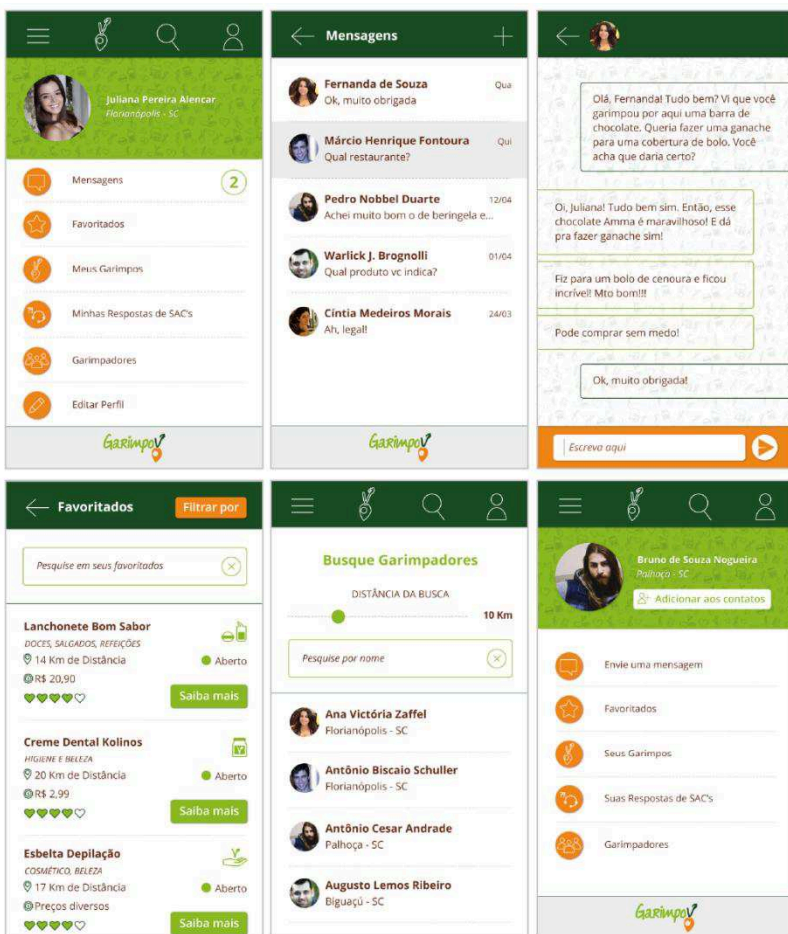 Juliana Pereira Alencar
Florianópolis - SC
Mensagens
2
Favoritados
Meus Garimpos
Minhas Respostas de SAC's
Garimpadores
Editar Perfil
GaRimpoV
Mensagens
Fernanda de Souza
Qua
Ok, muito obrigada
Márcio Henrique Fontoura
Qui
Qual restaurante?
Pedro Nobbel Duarte
12/04
Achei muito bom o de beringela e...
Warlick J. Brognolli
01/04
Qual produto vc indica?
Cíntia Medeiros Morais
24/03
Ah, legal!
GaRimpoV
Olá, Fernanda! Tudo bem? Vi que você
garimpou por aqui uma barra de
chocolate. Queria fazer uma ganache
para uma cobertura de bolo. Você
acha que daria certo?
Oi, Juliana! Tudo bem sim. Então, esse
chocolate Amma é maravilhoso! E dá
pra fazer ganache sim!
Fiz para um bolo de cenoura e ficou
incrível! Mto bom!!!
Pode comprar sem medo!
Ok, muito obrigada!
Escreva aqui
Favoritados
Filtrar por
Pesquise em seus favoritados
Lanchonete Bom Sabor
DOCES, SALGADOS, REFEIÇÕES
14 Km de Distância
Aberto
R$ 20,90
Saiba mais
Creme Dental Kolinos
HIGIENE E BELEZA
20 Km de Distância
Aberto
R$ 2,99
Saiba mais
Esbelta Depilação
COSMÉTICO, BELEZA
17 Km de Distância
Aberto
Preços diversos
Saiba mais
Busque Garimpadores
DISTÂNCIA DA BUSCA
10 Km
Pesquise por nome
Ana Victória Zaffel
Florianópolis - SC
Antônio Biscaio Schuller
Florianópolis - SC
Antônio Cesar Andrade
Palhoça - SC
Augusto Lemos Ribeiro
Biguaçú - SC
Bruno de Souza Nogueira
Palhoça - SC
Adicionar aos contatos
Envie uma mensagem
Favoritados
Seus Garimpos
Suas Respostas de SAC's
Garimpadores
GaRimpoV